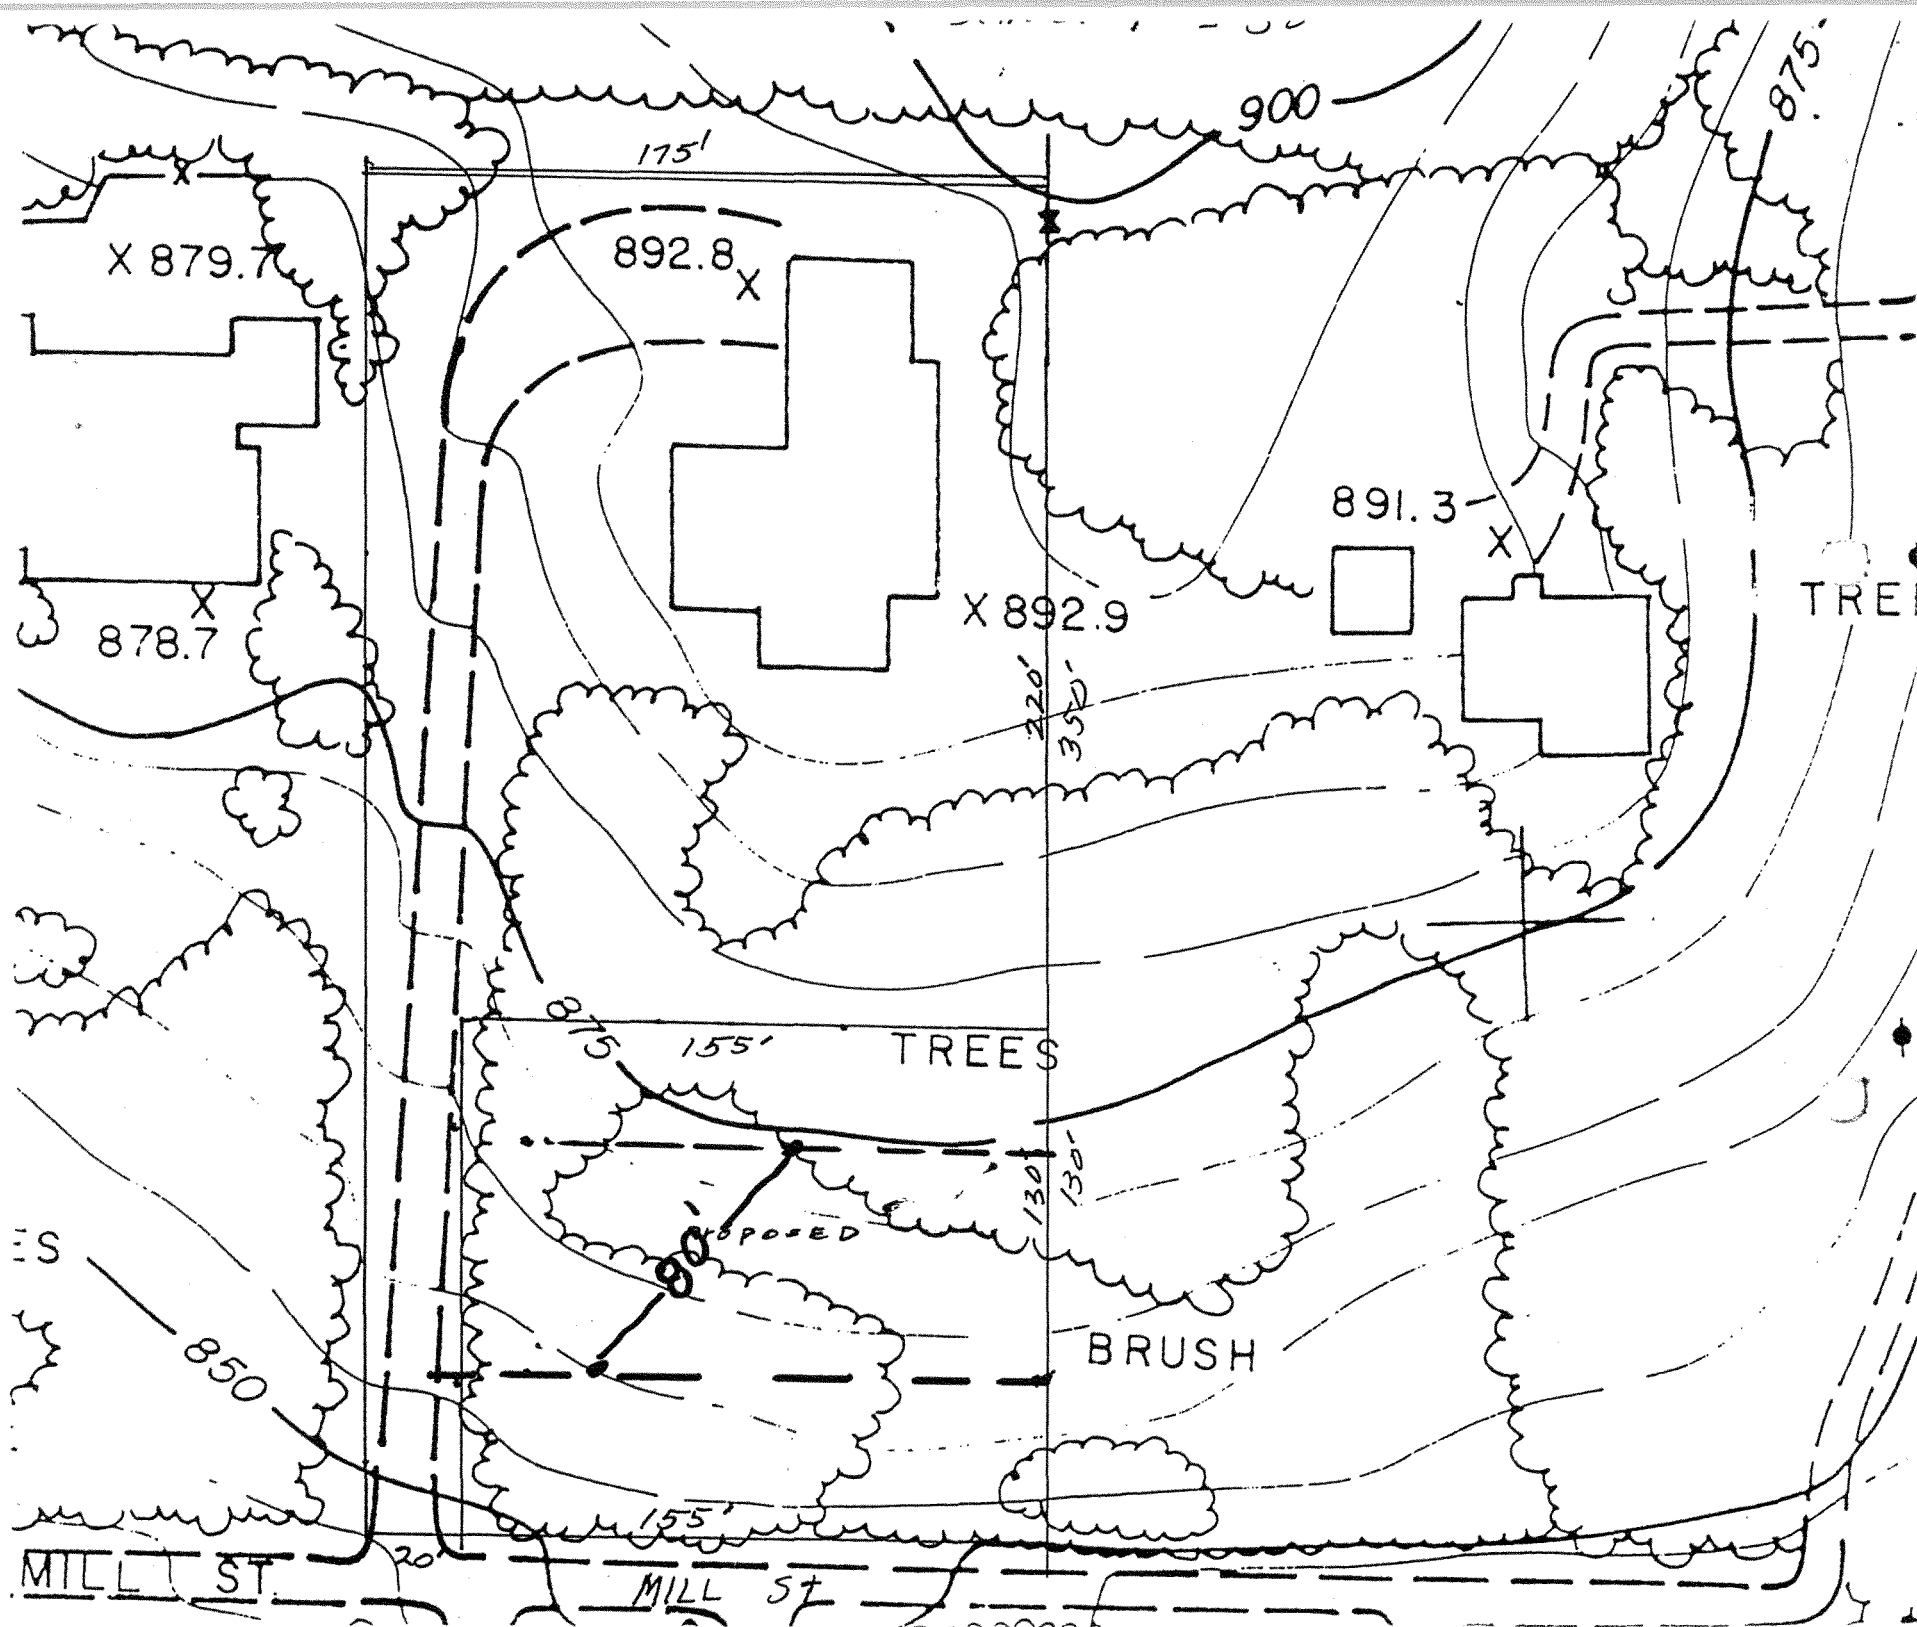 900
875
175'
X 879.7
892.8
X
891.3
X
X 892.9
X
878.7
TREE
220'
350'
875
155'
TREES
130'
130'
PROPOSED
80
ES
850
BRUSH
155'
20'
MILL ST.
MILL St